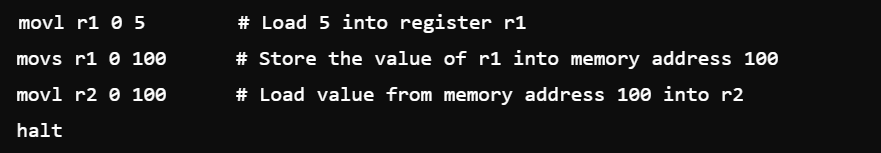 movl r1 0 5        # Load 5 into register r1
movs r1 0 100      # Store the value of r1 into memory address 100
movl r2 0 100      # Load value from memory address 100 into r2
halt